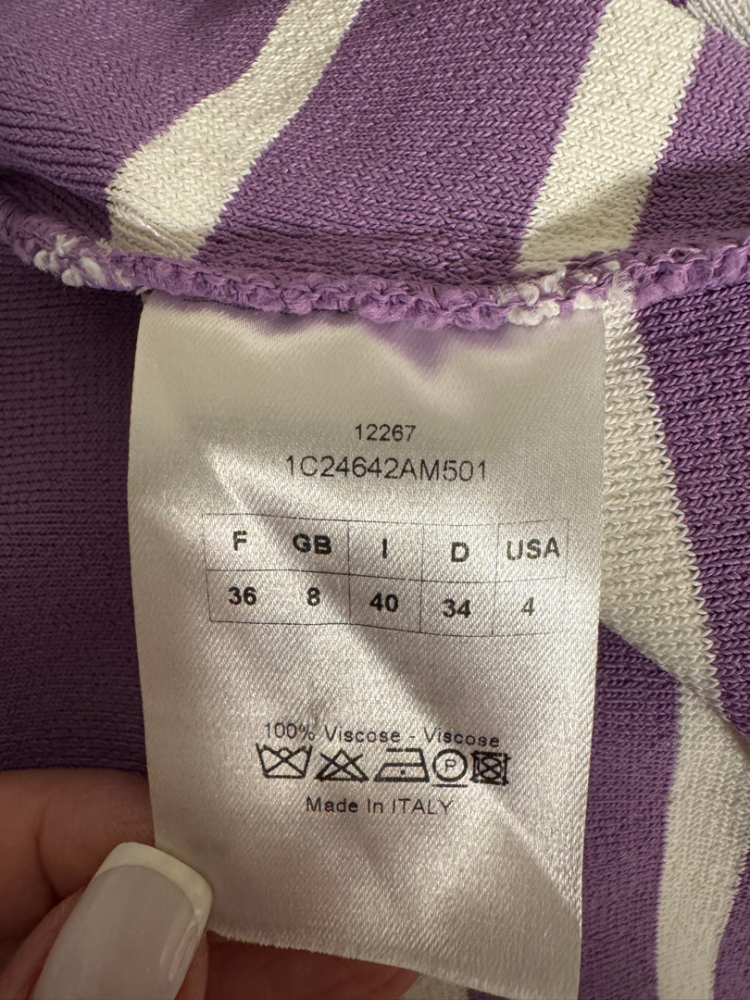 12267
1C24642AM501
F GB I D USA
36 8 40 34 4
100% Viscose - Viscose
P
Made In ITALY